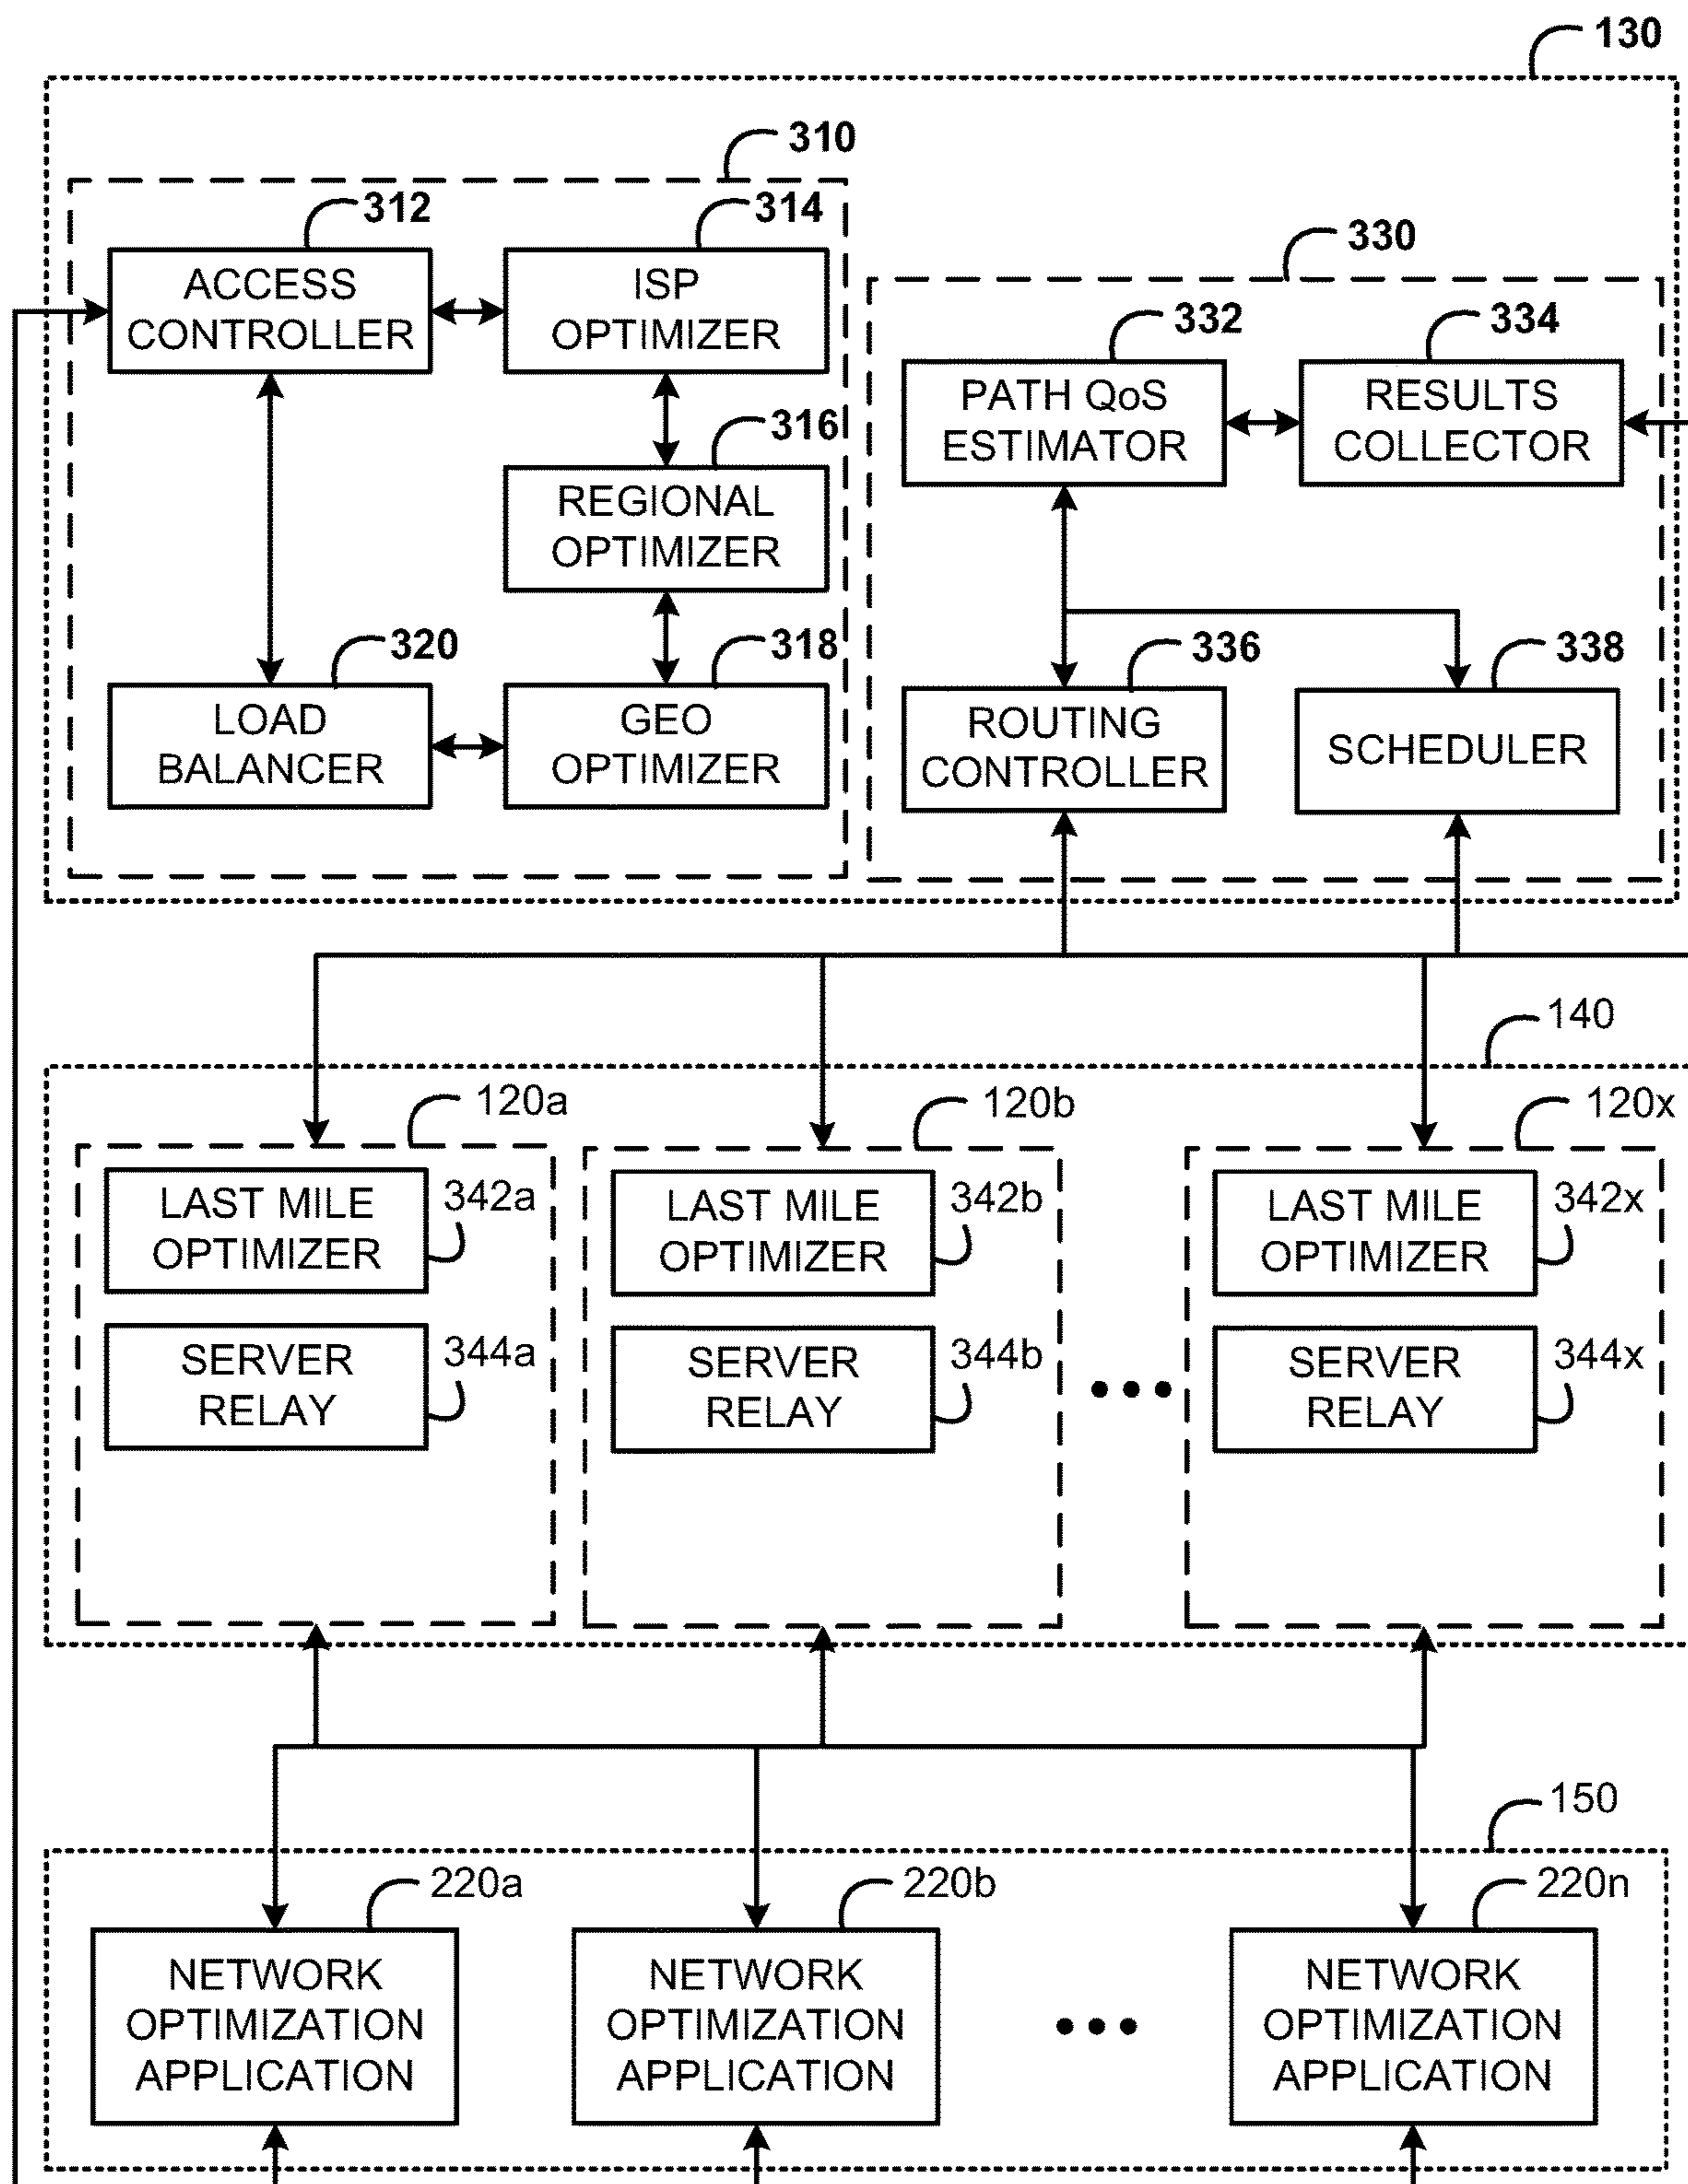 130
310
312
314
ACCESS
CONTROLLER
ISP
OPTIMIZER
330
332
334
PATH QoS
ESTIMATOR
RESULTS
COLLECTOR
316
REGIONAL
OPTIMIZER
320
318
LOAD
BALANCER
GEO
OPTIMIZER
336
338
ROUTING
CONTROLLER
SCHEDULER
140
120a
120b
120x
LAST MILE
OPTIMIZER
342a
LAST MILE
OPTIMIZER
342b
LAST MILE
OPTIMIZER
342x
SERVER
RELAY
344a
SERVER
RELAY
344b
SERVER
RELAY
344x
150
220a
220b
220n
NETWORK
OPTIMIZATION
APPLICATION
NETWORK
OPTIMIZATION
APPLICATION
NETWORK
OPTIMIZATION
APPLICATION